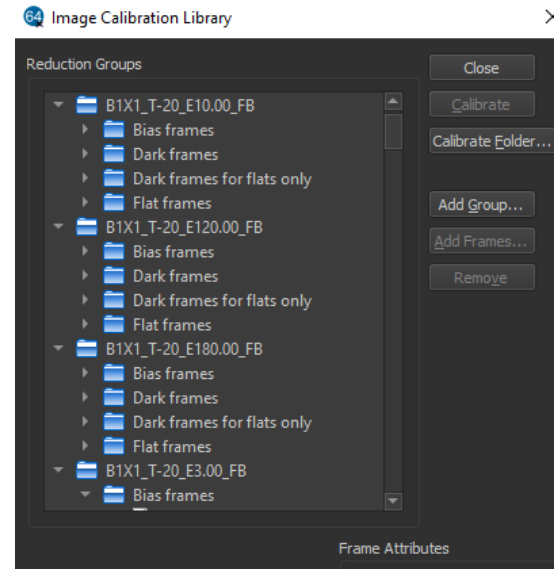 64 Image Calibration Library
Reduction Groups
Close
B1X1_T-20_E10.00_FB
Calibrate
Bias frames
Dark frames
Calibrate Folder...
Dark frames for flats only
Flat frames
Add Group...
B1X1_T-20_E120.00_FB
Add Frames...
Bias frames
Dark frames
Remove
Dark frames for flats only
Flat frames
B1X1_T-20_E180.00_FB
Bias frames
Dark frames
Dark frames for flats only
Flat frames
B1X1_T-20_E3.00_FB
Bias frames
Frame Attributes